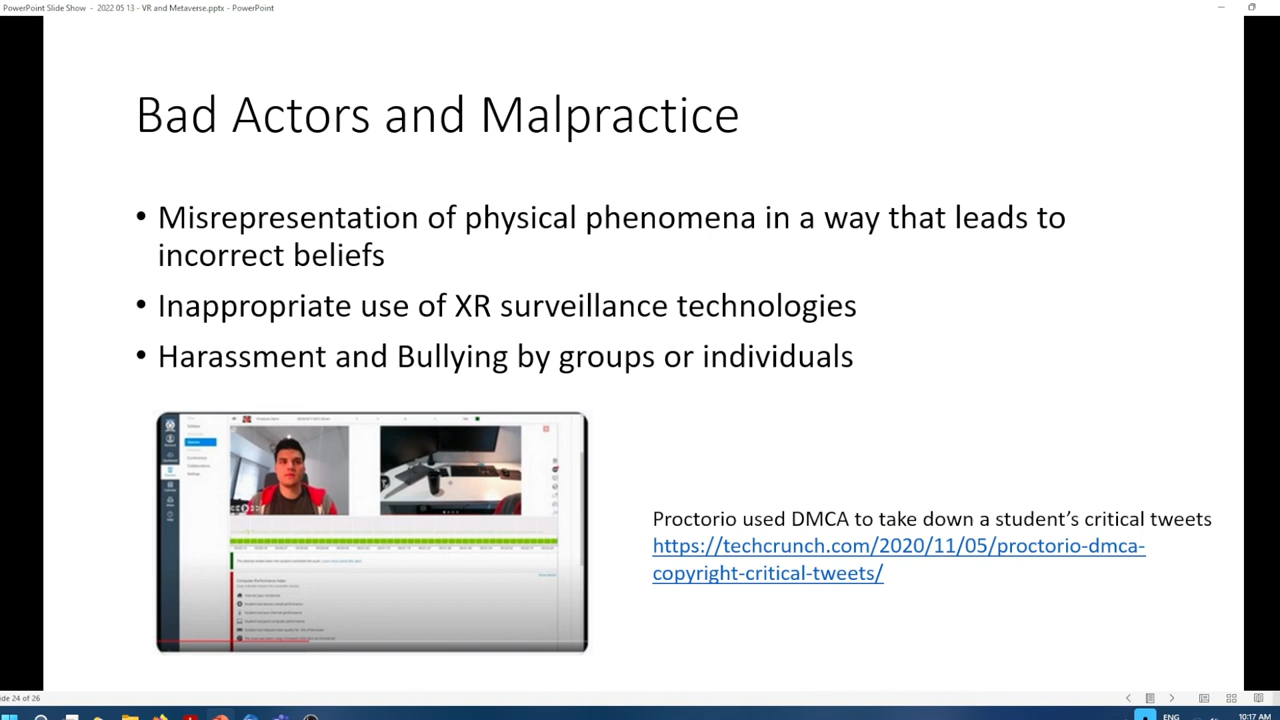 PowerPoint Slide Show - 2022 05 13 - VR and Metaverse.pptx - PowerPoint
Bad Actors and Malpractice
• Misrepresentation of physical phenomena in a way that leads to
incorrect beliefs
• Inappropriate use of XR surveillance technologies
• Harassment and Bullying by groups or individuals
Proctorio used DMCA to take down a student’s critical tweets
https://techcrunch.com/2020/11/05/proctorio-dmca-
copyright-critical-tweets/
ide 24 of 26
ENG
10:17 AM